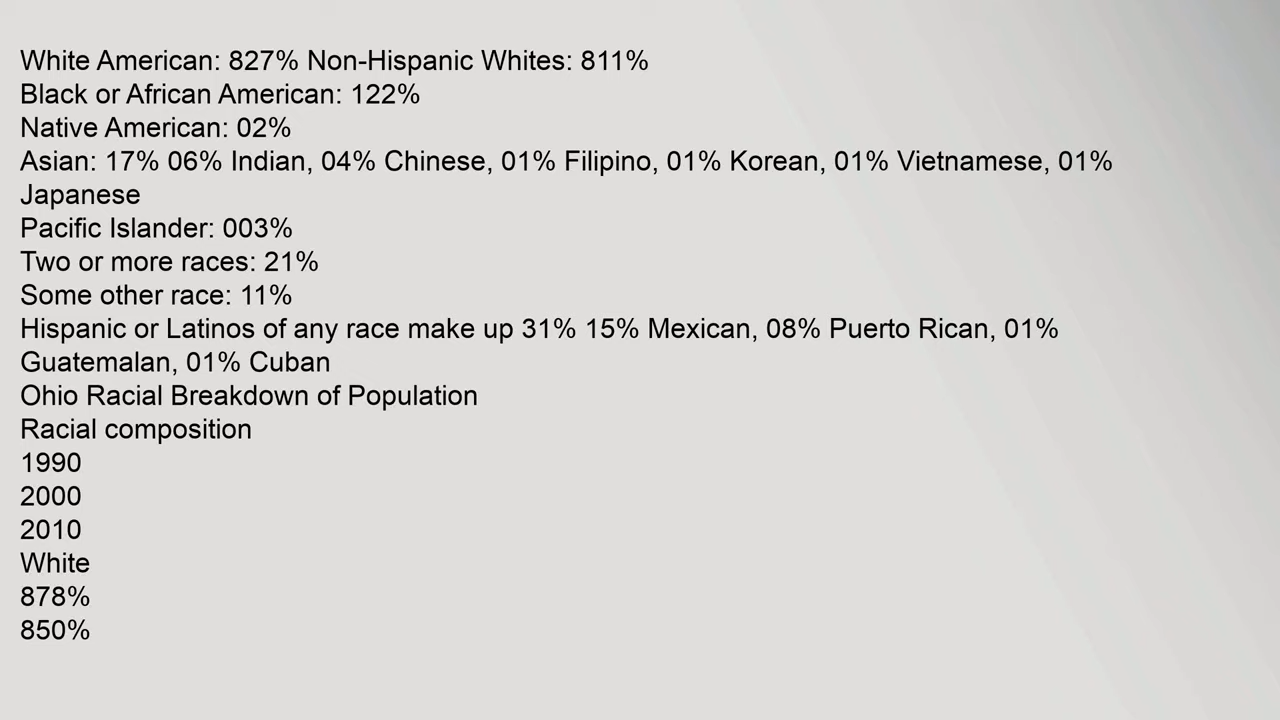 White American: 827% Non-Hispanic Whites: 811%
Black or African American: 122%
Native American: 02%
Asian: 17% 06% Indian, 04% Chinese, 01% Filipino, 01% Korean, 01% Vietnamese, 01%
Japanese
Pacific Islander: 003%
Two or more races: 21%
Some other race: 11%
Hispanic or Latinos of any race make up 31% 15% Mexican, 08% Puerto Rican, 01%
Guatemalan, 01% Cuban
Ohio Racial Breakdown of Population
Racial composition
1990
2000
2010
White
878%
850%